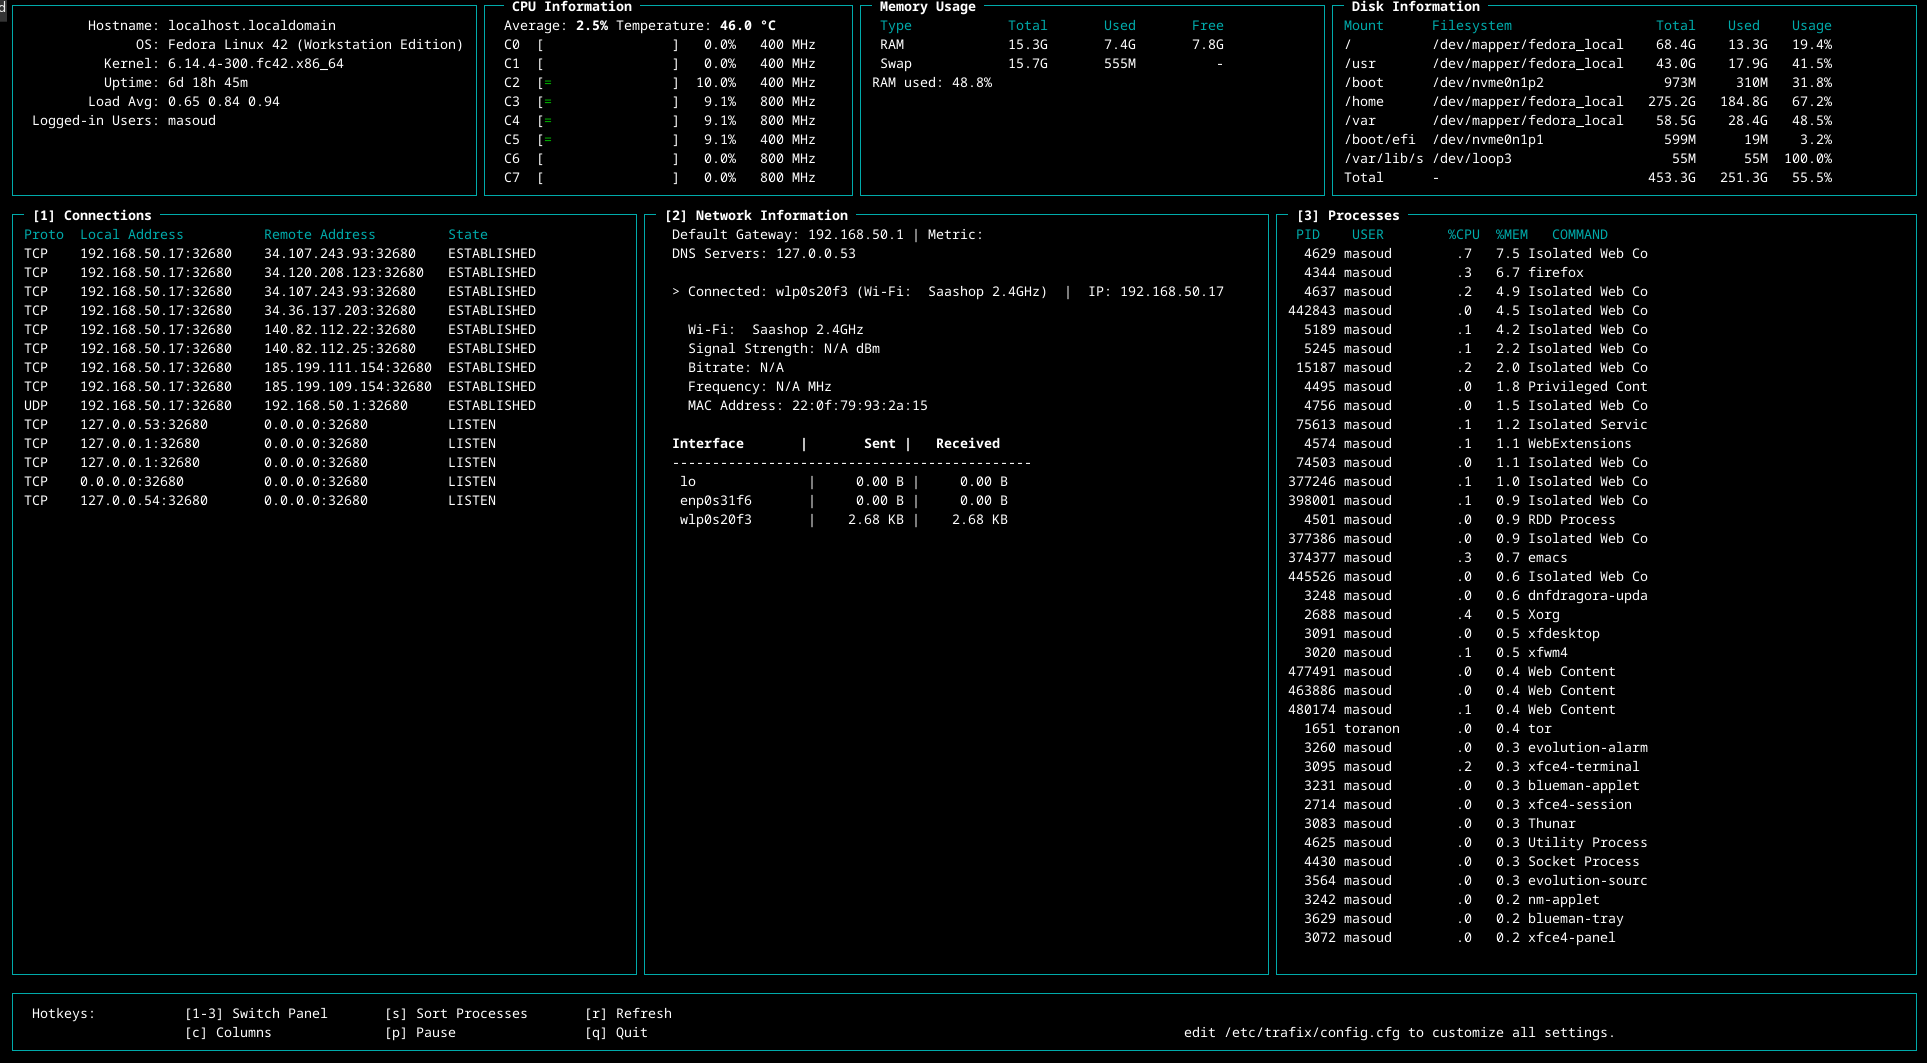 d
Hostname: localhost.localdomain
OS: Fedora Linux 42 (Workstation Edition)
Kernel: 6.14.4-300.fc42.x86_64
Uptime: 6d 18h 45m
Load Avg: 0.65 0.84 0.94
Logged-in Users: masoud
CPU Information
Average: 2.5% Temperature: 46.0 °C
C0 [ ] 0.0% 400 MHz
C1 [ ] 0.0% 400 MHz
C2 [= ] 10.0% 400 MHz
C3 [= ] 9.1% 800 MHz
C4 [= ] 9.1% 800 MHz
C5 [= ] 9.1% 400 MHz
C6 [ ] 0.0% 800 MHz
C7 [ ] 0.0% 800 MHz
Memory Usage
Type Total Used Free
RAM 15.3G 7.4G 7.8G
Swap 15.7G 555M -
RAM used: 48.8%
Disk Information
Mount Filesystem Total Used Usage
/ /dev/mapper/fedora_local 68.4G 13.3G 19.4%
/usr /dev/mapper/fedora_local 43.0G 17.9G 41.5%
/boot /dev/nvme0n1p2 973M 310M 31.8%
/home /dev/mapper/fedora_local 275.2G 184.8G 67.2%
/var /dev/mapper/fedora_local 58.5G 28.4G 48.5%
/boot/efi /dev/nvme0n1p1 599M 19M 3.2%
/var/lib/s /dev/loop3 55M 55M 100.0%
Total - 453.3G 251.3G 55.5%
[1] Connections
Proto Local Address Remote Address State
TCP 192.168.50.17:32680 34.107.243.93:32680 ESTABLISHED
TCP 192.168.50.17:32680 34.120.208.123:32680 ESTABLISHED
TCP 192.168.50.17:32680 34.107.243.93:32680 ESTABLISHED
TCP 192.168.50.17:32680 34.36.137.203:32680 ESTABLISHED
TCP 192.168.50.17:32680 140.82.112.22:32680 ESTABLISHED
TCP 192.168.50.17:32680 140.82.112.25:32680 ESTABLISHED
TCP 192.168.50.17:32680 185.199.111.154:32680 ESTABLISHED
TCP 192.168.50.17:32680 185.199.109.154:32680 ESTABLISHED
UDP 192.168.50.17:32680 192.168.50.1:32680 ESTABLISHED
TCP 127.0.0.53:32680 0.0.0.0:32680 LISTEN
TCP 127.0.0.1:32680 0.0.0.0:32680 LISTEN
TCP 127.0.0.1:32680 0.0.0.0:32680 LISTEN
TCP 0.0.0.0:32680 0.0.0.0:32680 LISTEN
TCP 127.0.0.54:32680 0.0.0.0:32680 LISTEN
[2] Network Information
Default Gateway: 192.168.50.1 | Metric:
DNS Servers: 127.0.0.53
> Connected: wlp0s20f3 (Wi-Fi: Saashop 2.4GHz) | IP: 192.168.50.17
Wi-Fi: Saashop 2.4GHz
Signal Strength: N/A dBm
Bitrate: N/A
Frequency: N/A MHz
MAC Address: 22:0f:79:93:2a:15
Interface | Sent | Received
---------------------------------------------
lo | 0.00 B | 0.00 B
enp0s31f6 | 0.00 B | 0.00 B
wlp0s20f3 | 2.68 KB | 2.68 KB
[3] Processes
PID USER %CPU %MEM COMMAND
4629 masoud .7 7.5 Isolated Web Co
4344 masoud .3 6.7 firefox
4637 masoud .2 4.9 Isolated Web Co
442843 masoud .0 4.5 Isolated Web Co
5189 masoud .1 4.2 Isolated Web Co
5245 masoud .1 2.2 Isolated Web Co
15187 masoud .2 2.0 Isolated Web Co
4495 masoud .0 1.8 Privileged Cont
4756 masoud .0 1.5 Isolated Web Co
75613 masoud .1 1.2 Isolated Servic
4574 masoud .1 1.1 WebExtensions
74503 masoud .0 1.1 Isolated Web Co
377246 masoud .1 1.0 Isolated Web Co
398001 masoud .1 0.9 Isolated Web Co
4501 masoud .0 0.9 RDD Process
377386 masoud .0 0.9 Isolated Web Co
374377 masoud .3 0.7 emacs
445526 masoud .0 0.6 Isolated Web Co
3248 masoud .0 0.6 dnfdragora-upda
2688 masoud .4 0.5 Xorg
3091 masoud .0 0.5 xfdesktop
3020 masoud .1 0.5 xfwm4
477491 masoud .0 0.4 Web Content
463886 masoud .0 0.4 Web Content
480174 masoud .1 0.4 Web Content
1651 toranon .0 0.4 tor
3260 masoud .0 0.3 evolution-alarm
3095 masoud .2 0.3 xfce4-terminal
3231 masoud .0 0.3 blueman-applet
2714 masoud .0 0.3 xfce4-session
3083 masoud .0 0.3 Thunar
4625 masoud .0 0.3 Utility Process
4430 masoud .0 0.3 Socket Process
3564 masoud .0 0.3 evolution-sourc
3242 masoud .0 0.2 nm-applet
3629 masoud .0 0.2 blueman-tray
3072 masoud .0 0.2 xfce4-panel
Hotkeys: [1-3] Switch Panel [s] Sort Processes [r] Refresh
[c] Columns [p] Pause [q] Quit edit /etc/trafix/config.cfg to customize all settings.